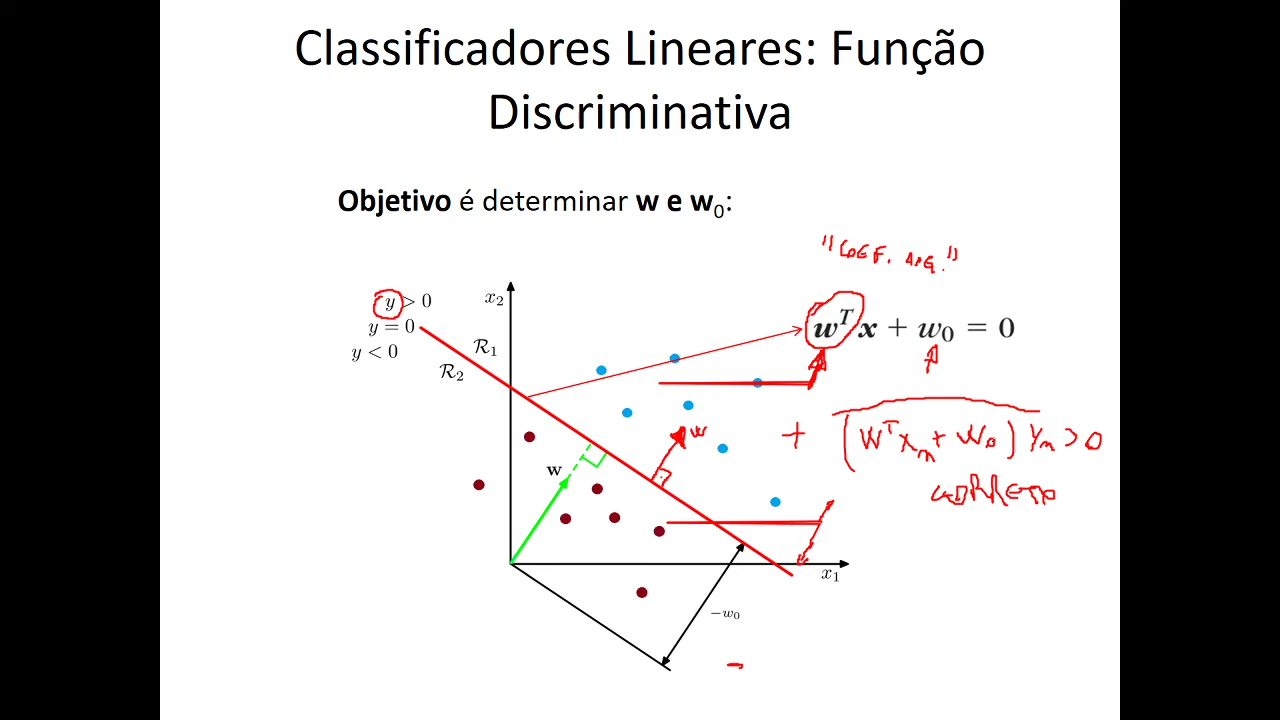 Classificadores Lineares: Função
Discriminativa
Objetivo é determinar w e w₀:
"COEF. ANG."
y > 0
y = 0
y < 0
x₂
R₁
R₂
wᵀx + w₀ = 0
w
w
+ (wᵀxₙ + w₀) yₙ > 0
CORRETO
x₁
−w₀
-